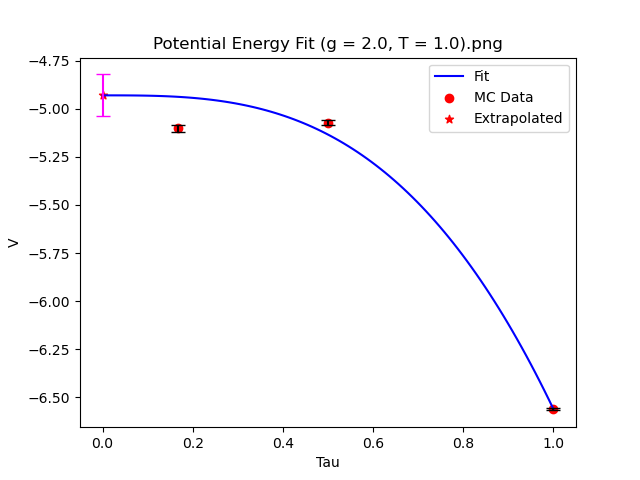 Potential Energy Fit (g = 2.0, T = 1.0).png
Fit
MC Data
Extrapolated
−4.75
−5.00
−5.25
−5.50
−5.75
−6.00
−6.25
−6.50
V
0.0 0.2 0.4 0.6 0.8 1.0
Tau